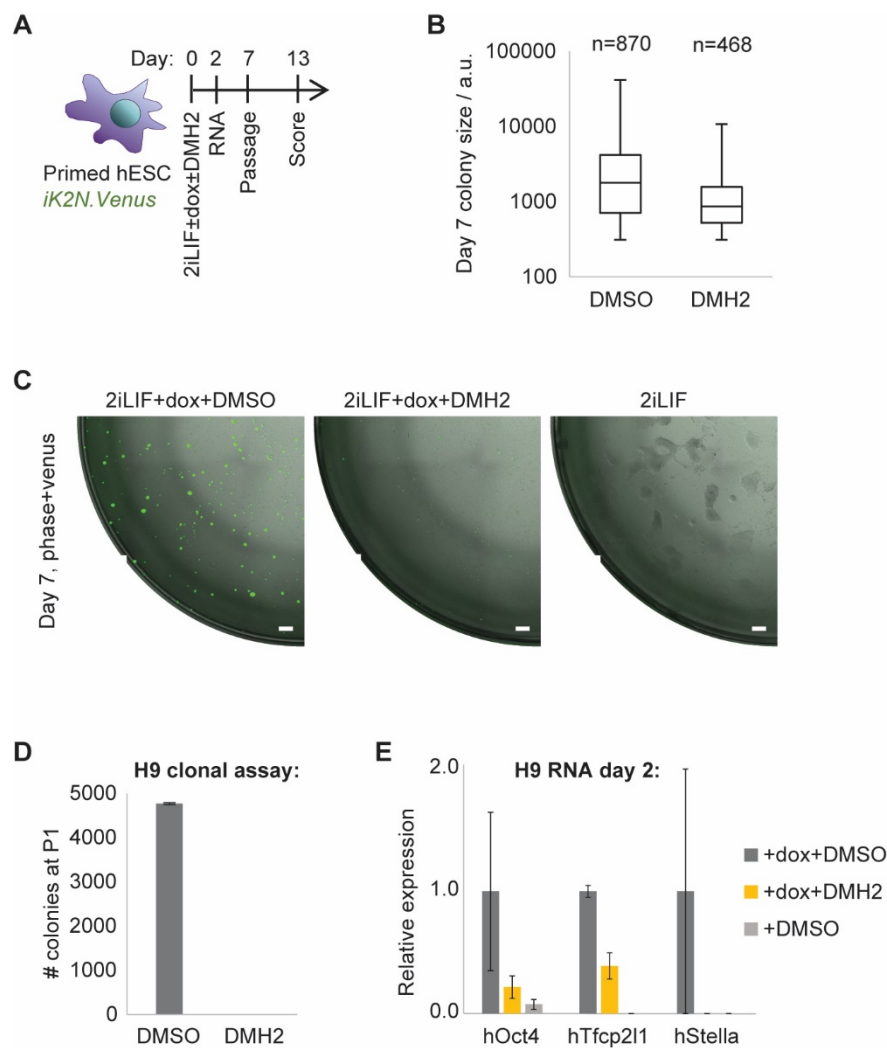 A
Day: 0 2 7 13
2iLIF±dox±DMH2
RNA
Passage
Score
Primed hESC
iK2N.Venus
B
n=870 n=468
Day 7 colony size / a.u.
100000
10000
1000
100
DMSO DMH2
C
2iLIF+dox+DMSO 2iLIF+dox+DMH2 2iLIF
Day 7, phase+venus
D
H9 clonal assay:
# colonies at P1
5000
4000
3000
2000
1000
0
DMSO DMH2
E
H9 RNA day 2:
Relative expression
2.0
1.0
0.0
hOct4 hTfcp2l1 hStella
+dox+DMSO
+dox+DMH2
+DMSO